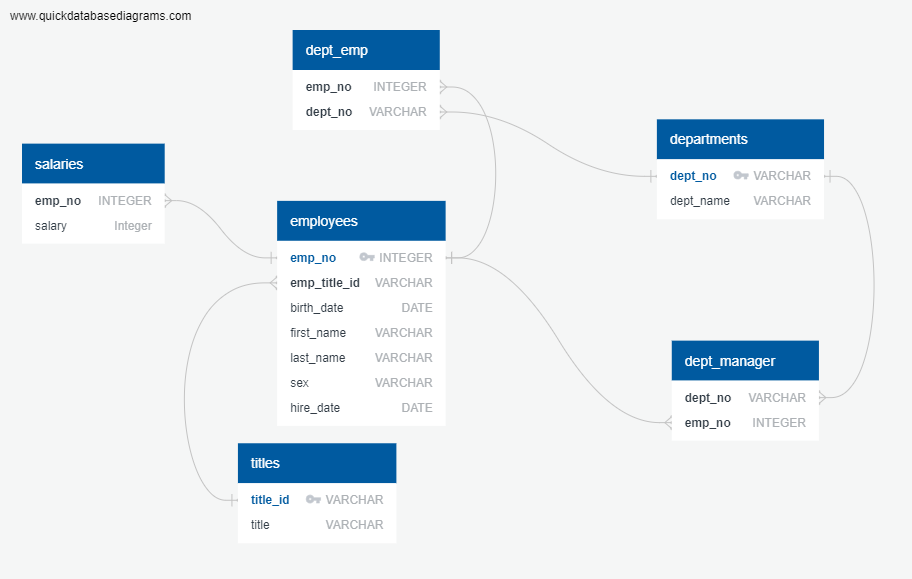 www.quickdatabasediagrams.com
dept_emp
emp_no INTEGER
dept_no VARCHAR
salaries
emp_no INTEGER
salary Integer
departments
dept_no VARCHAR
dept_name VARCHAR
employees
emp_no INTEGER
emp_title_id VARCHAR
birth_date DATE
first_name VARCHAR
last_name VARCHAR
sex VARCHAR
hire_date DATE
dept_manager
dept_no VARCHAR
emp_no INTEGER
titles
title_id VARCHAR
title VARCHAR